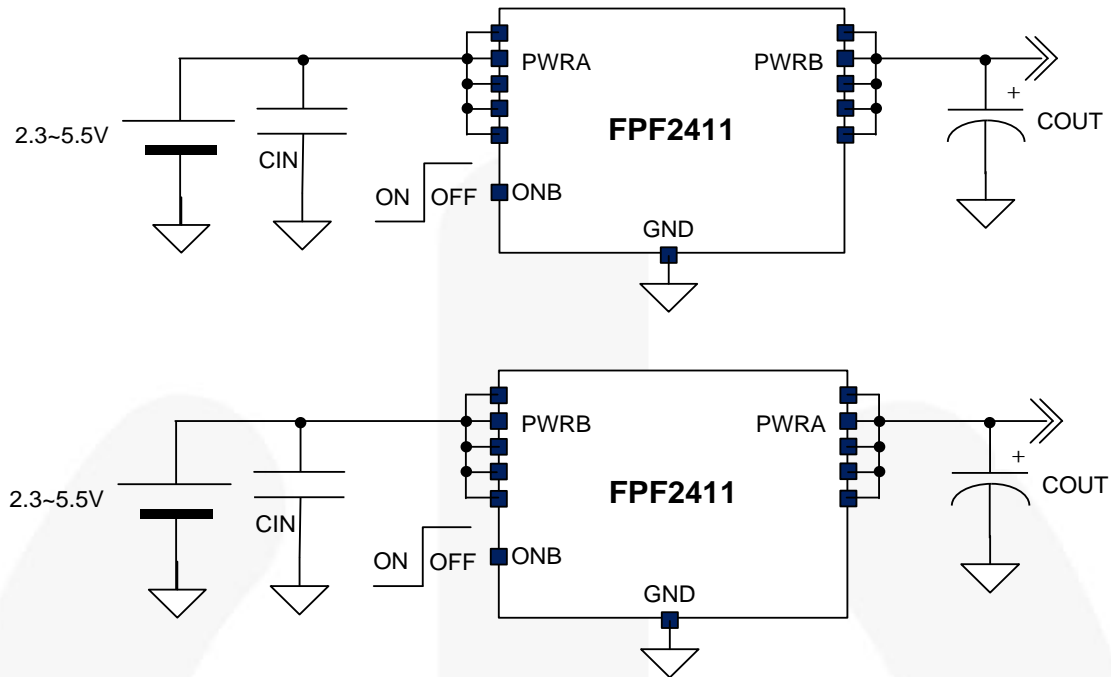 PWRA
PWRB
2.3~5.5V
CIN
FPF2411
+
COUT
ON
OFF
ONB
GND
PWRB
PWRA
2.3~5.5V
CIN
FPF2411
+
COUT
ON
OFF
ONB
GND